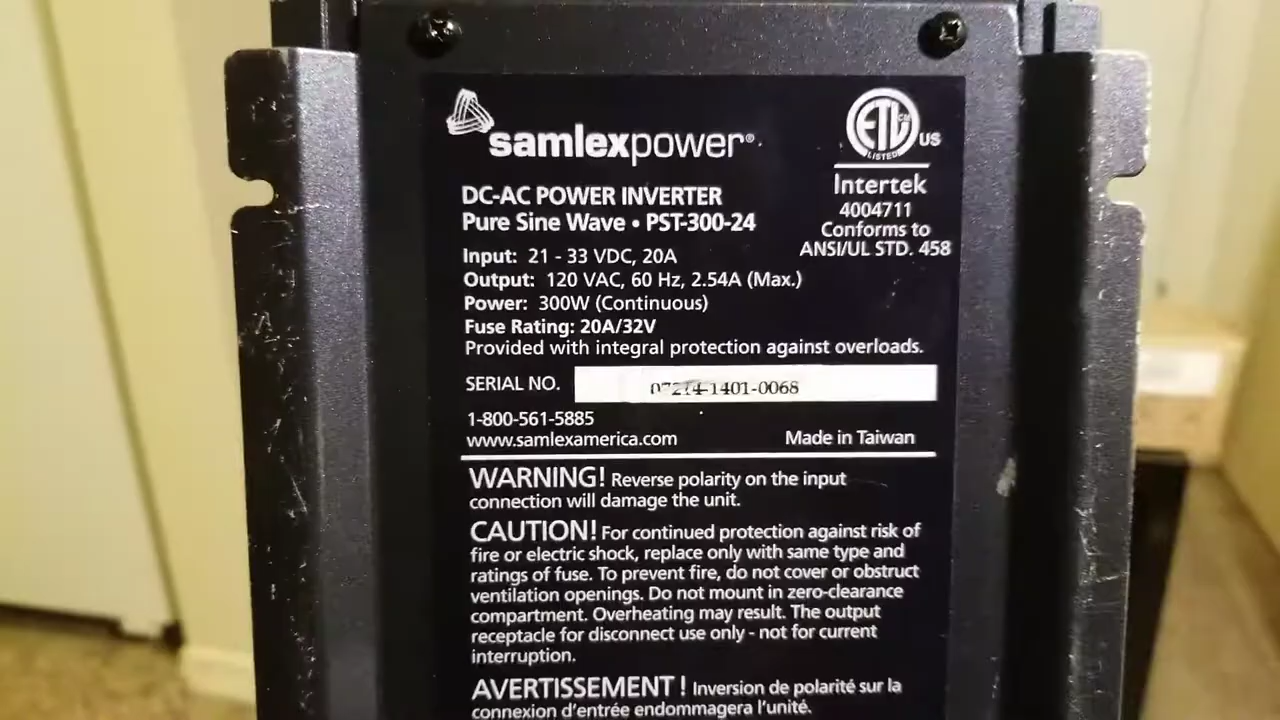 samlexpower®
ETL CM US
LISTED
Intertek
4004711
Conforms to
ANSI/UL STD. 458
DC-AC POWER INVERTER
Pure Sine Wave • PST-300-24
Input: 21 - 33 VDC, 20A
Output: 120 VAC, 60 Hz, 2.54A (Max.)
Power: 300W (Continuous)
Fuse Rating: 20A/32V
Provided with integral protection against overloads.
SERIAL NO.
1-800-561-5885
www.samlexamerica.com Made in Taiwan
WARNING! Reverse polarity on the input
connection will damage the unit.
CAUTION! For continued protection against risk of
fire or electric shock, replace only with same type and
ratings of fuse. To prevent fire, do not cover or obstruct
ventilation openings. Do not mount in zero-clearance
compartment. Overheating may result. The output
receptacle for disconnect use only - not for current
interruption.
AVERTISSEMENT ! Inversion de polarité sur la
connexion d'entrée endommagera l'unité.